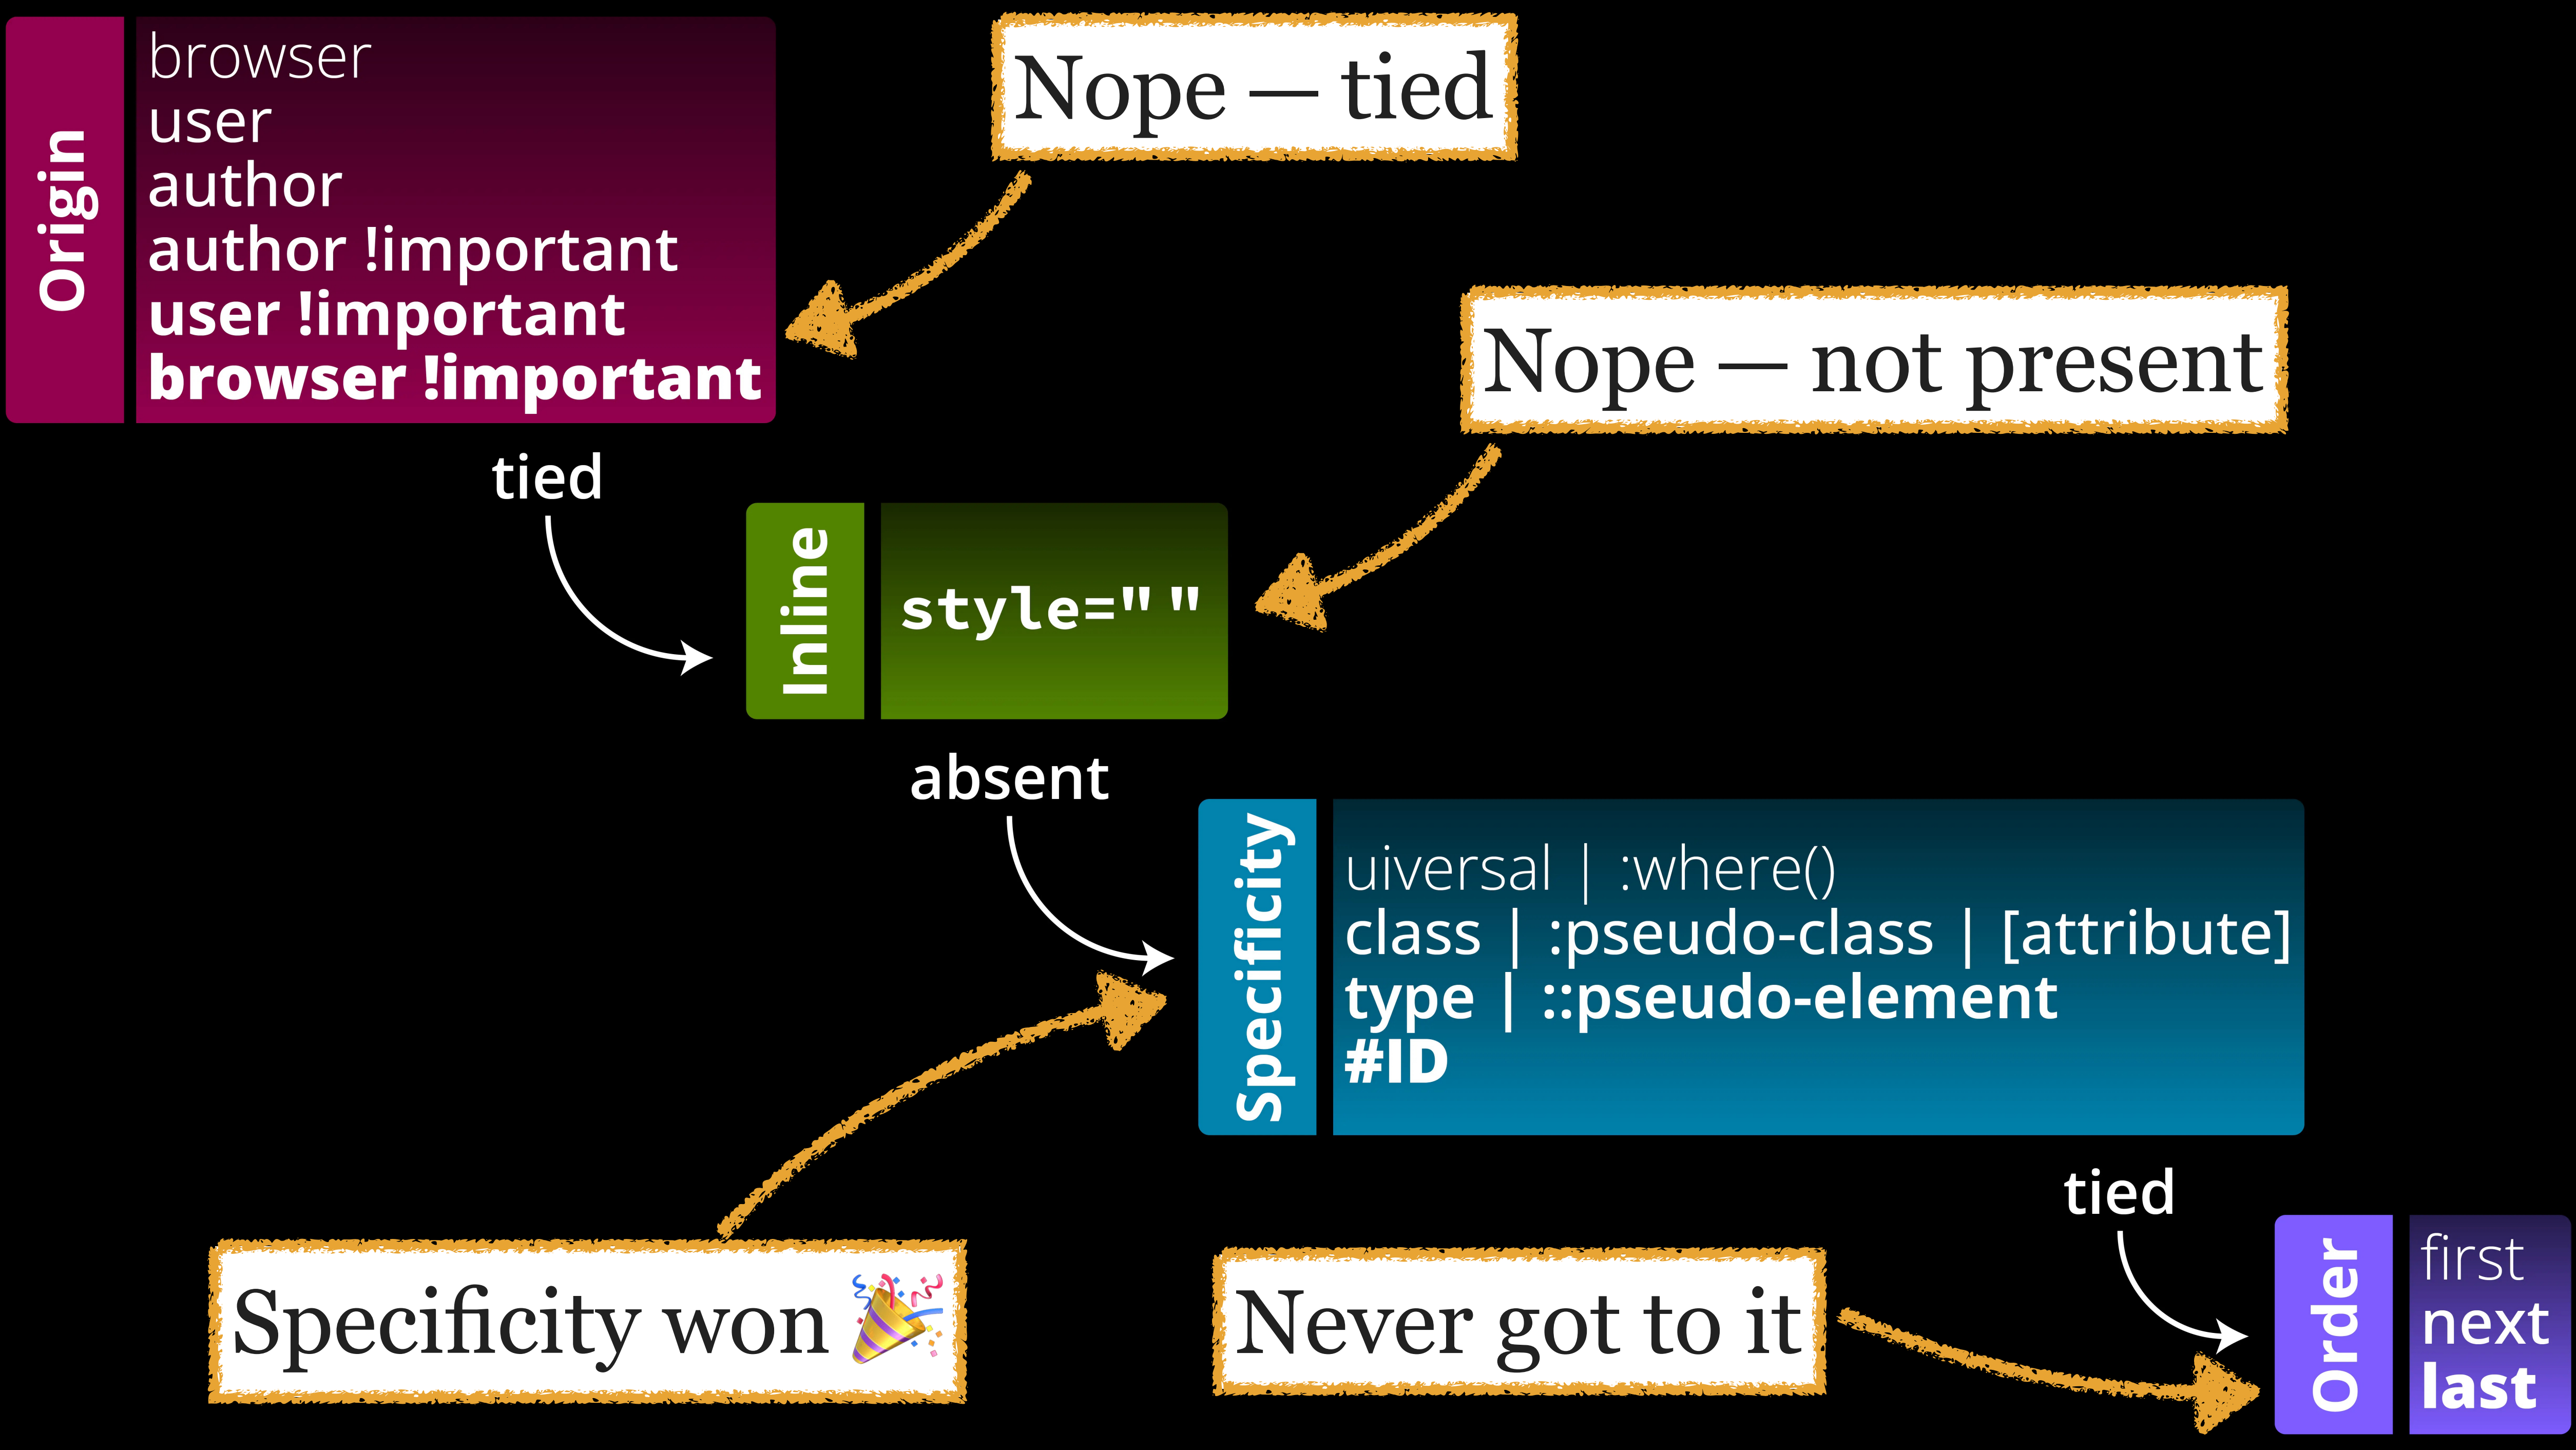 Origin
browser
user
author
author !important
user !important
browser !important
Nope — tied
tied
Nope — not present
Inline
style=""
absent
Specificity
uiversal | :where()
class | :pseudo-class | [attribute]
type | ::pseudo-element
#ID
Specificity won 🎉
Never got to it
tied
Order
first
next
last